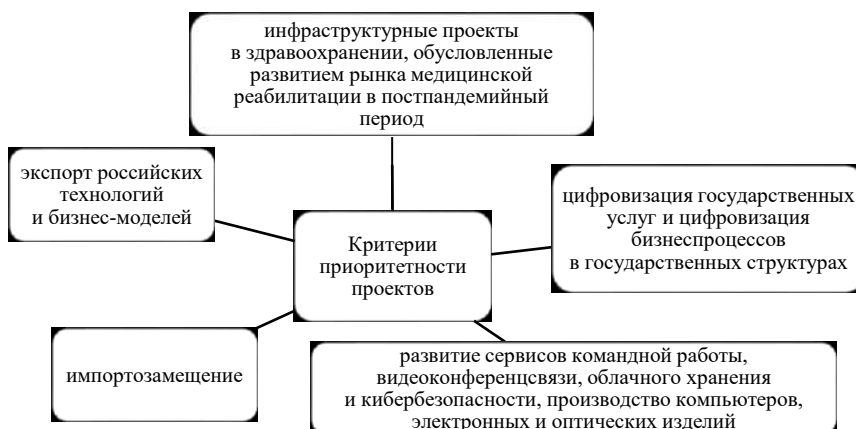 инфраструктурные проекты
в здравоохранении, обусловленные
развитием рынка медицинской
реабилитации в постпандемийный
период
экспорт российских
технологий
и бизнес-моделей
цифровизация государственных
услуг и цифровизация
бизнеспроцессов
в государственных структурах
Критерии
приоритетности
проектов
импортозамещение
развитие сервисов командной работы,
видеоконференцсвязи, облачного хранения
и кибербезопасности, производство компьютеров,
электронных и оптических изделий